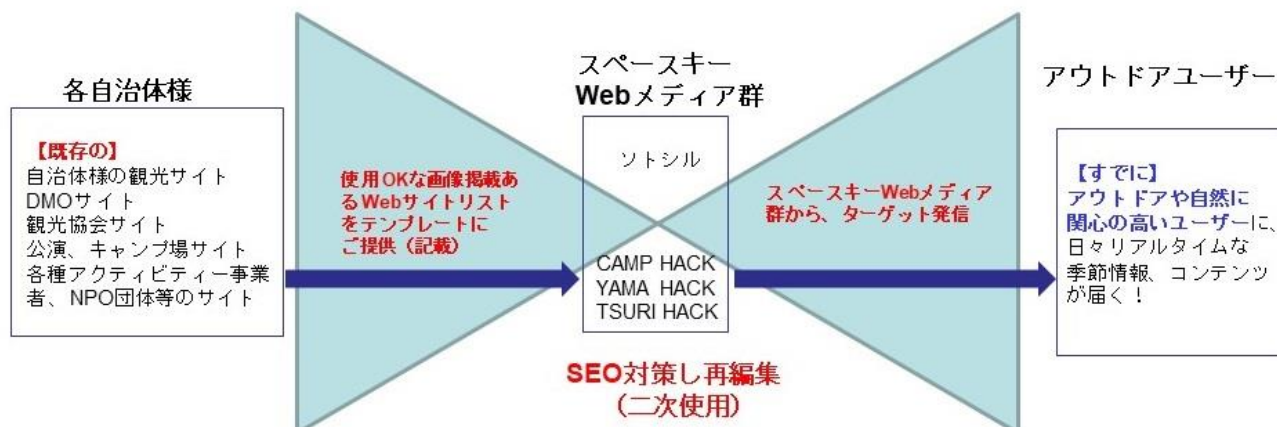 各自治体様
【既存の】
自治体様の観光サイト
DMOサイト
観光協会サイト
公演、キャンプ場サイト
各種アクティビティー事業
者、NPO団体等のサイト
使用OKな画像掲載あ
るWebサイトリスト
をテンプレートに
ご提供（記載）
スペースキー
Webメディア群
ソトシル
CAMP HACK
YAMA HACK
TSURI HACK
SEO対策し再編集
（二次使用）
スペースキーWebメディア
群から、ターゲット発信
アウトドアユーザー
【すでに】
アウトドアや自然に
関心の高いユーザーに、
日々リアルタイムな
季節情報、コンテンツ
が届く！